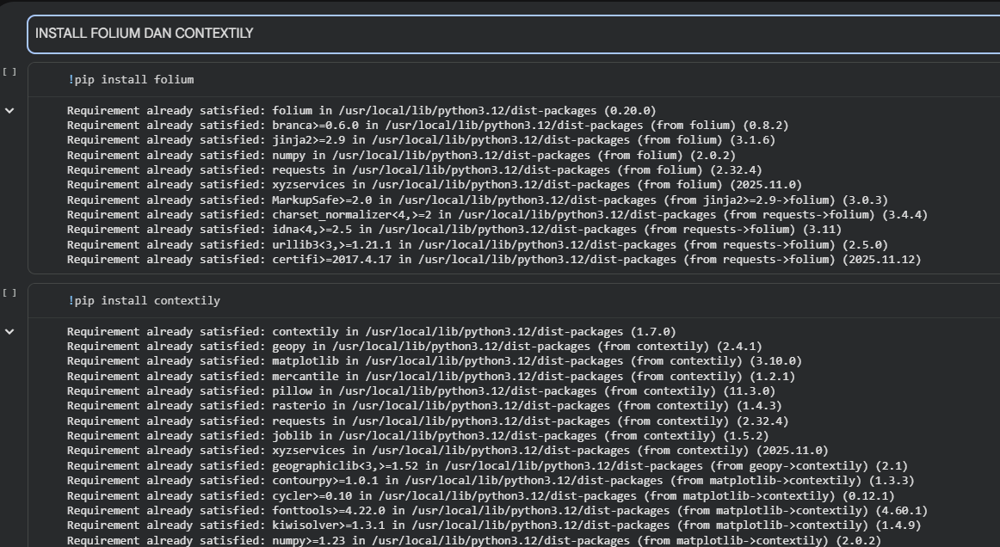 INSTALL FOLIUM DAN CONTEXTILY
[ ]
!pip install folium
Requirement already satisfied: folium in /usr/local/lib/python3.12/dist-packages (0.20.0)
Requirement already satisfied: branca>=0.6.0 in /usr/local/lib/python3.12/dist-packages (from folium) (0.8.2)
Requirement already satisfied: jinja2>=2.9 in /usr/local/lib/python3.12/dist-packages (from folium) (3.1.6)
Requirement already satisfied: numpy in /usr/local/lib/python3.12/dist-packages (from folium) (2.0.2)
Requirement already satisfied: requests in /usr/local/lib/python3.12/dist-packages (from folium) (2.32.4)
Requirement already satisfied: xyzservices in /usr/local/lib/python3.12/dist-packages (from folium) (2025.11.0)
Requirement already satisfied: MarkupSafe>=2.0 in /usr/local/lib/python3.12/dist-packages (from jinja2>=2.9->folium) (3.0.3)
Requirement already satisfied: charset_normalizer<4,>=2 in /usr/local/lib/python3.12/dist-packages (from requests->folium) (3.4.4)
Requirement already satisfied: idna<4,>=2.5 in /usr/local/lib/python3.12/dist-packages (from requests->folium) (3.11)
Requirement already satisfied: urllib3<3,>=1.21.1 in /usr/local/lib/python3.12/dist-packages (from requests->folium) (2.5.0)
Requirement already satisfied: certifi>=2017.4.17 in /usr/local/lib/python3.12/dist-packages (from requests->folium) (2025.11.12)
[ ]
!pip install contextily
Requirement already satisfied: contextily in /usr/local/lib/python3.12/dist-packages (1.7.0)
Requirement already satisfied: geopy in /usr/local/lib/python3.12/dist-packages (from contextily) (2.4.1)
Requirement already satisfied: matplotlib in /usr/local/lib/python3.12/dist-packages (from contextily) (3.10.0)
Requirement already satisfied: mercantile in /usr/local/lib/python3.12/dist-packages (from contextily) (1.2.1)
Requirement already satisfied: pillow in /usr/local/lib/python3.12/dist-packages (from contextily) (11.3.0)
Requirement already satisfied: rasterio in /usr/local/lib/python3.12/dist-packages (from contextily) (1.4.3)
Requirement already satisfied: requests in /usr/local/lib/python3.12/dist-packages (from contextily) (2.32.4)
Requirement already satisfied: joblib in /usr/local/lib/python3.12/dist-packages (from contextily) (1.5.2)
Requirement already satisfied: xyzservices in /usr/local/lib/python3.12/dist-packages (from contextily) (2025.11.0)
Requirement already satisfied: geographiclib<3,>=1.52 in /usr/local/lib/python3.12/dist-packages (from geopy->contextily) (2.1)
Requirement already satisfied: contourpy>=1.0.1 in /usr/local/lib/python3.12/dist-packages (from matplotlib->contextily) (1.3.3)
Requirement already satisfied: cycler>=0.10 in /usr/local/lib/python3.12/dist-packages (from matplotlib->contextily) (0.12.1)
Requirement already satisfied: fonttools>=4.22.0 in /usr/local/lib/python3.12/dist-packages (from matplotlib->contextily) (4.60.1)
Requirement already satisfied: kiwisolver>=1.3.1 in /usr/local/lib/python3.12/dist-packages (from matplotlib->contextily) (1.4.9)
Requirement already satisfied: numpy>=1.23 in /usr/local/lib/python3.12/dist-packages (from matplotlib->contextily) (2.0.2)